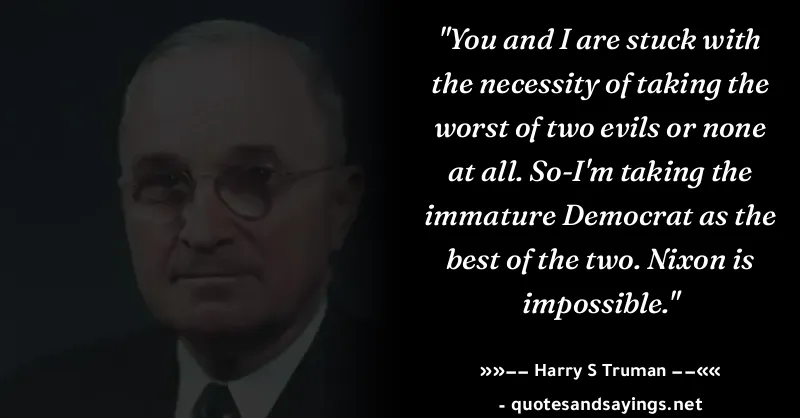 "You and I are stuck with
the necessity of taking the
worst of two evils or none
at all. So-I'm taking the
immature Democrat as the
best of the two. Nixon is
impossible."
»»-- Harry S Truman --««
- quotesandsayings.net